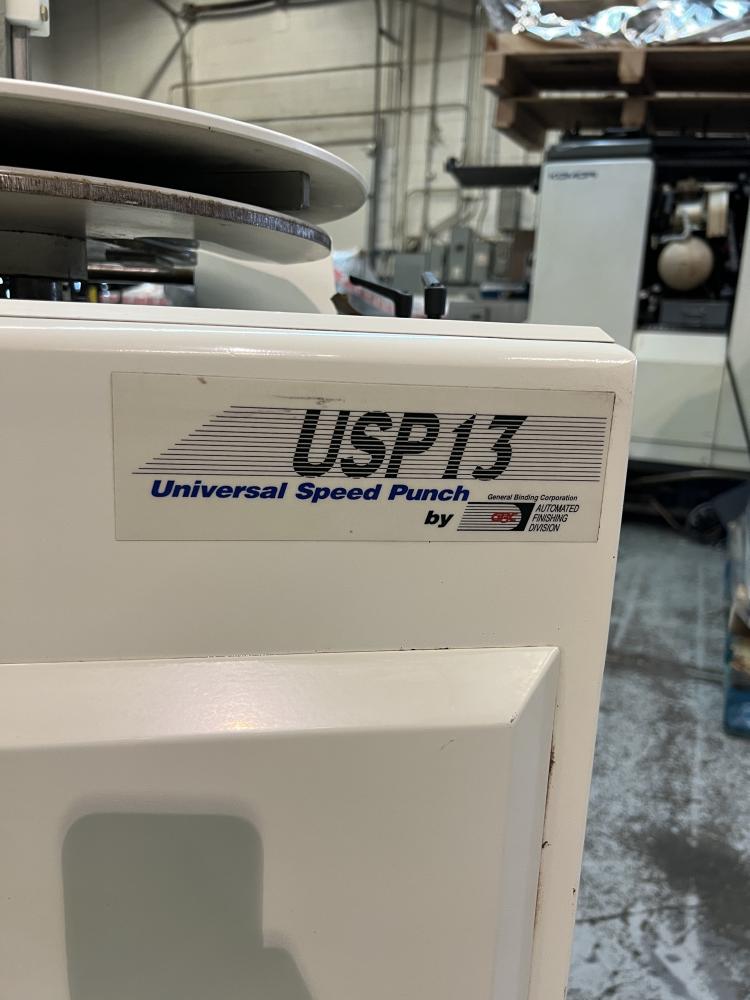 USP13
Universal Speed Punch
General Binding Corporation
by GBC AUTOMATED
FINISHING
DIVISION